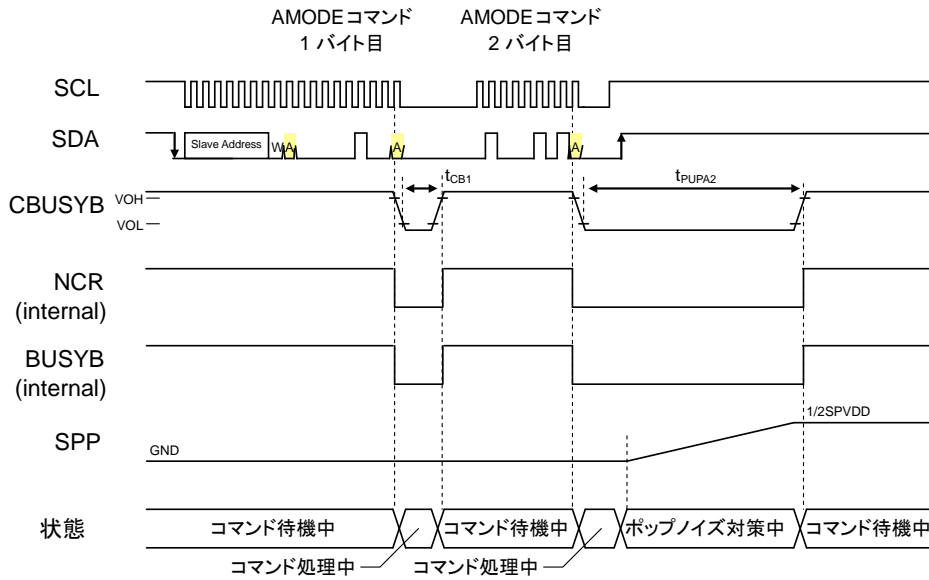 AMODEコマンド
1 バイト目
AMODEコマンド
2 バイト目
SCL
SDA
Slave Address
W
A
A
A
CBUSYB
VOH
VOL
tCB1
tPUPA2
NCR
(internal)
BUSYB
(internal)
SPP
GND
1/2SPVDD
状態
コマンド待機中
コマンド待機中
ポップノイズ対策中
コマンド待機中
コマンド処理中
コマンド処理中